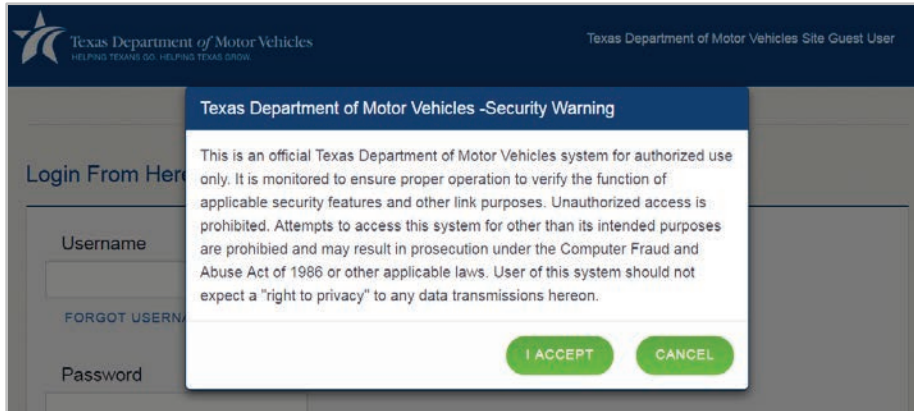 Texas Department of Motor Vehicles
HELPING TEXANS GO. HELPING TEXAS GROW.
Texas Department of Motor Vehicles Site Guest User
Texas Department of Motor Vehicles -Security Warning
This is an official Texas Department of Motor Vehicles system for authorized use
only. It is monitored to ensure proper operation to verify the function of
applicable security features and other link purposes. Unauthorized access is
prohibited. Attempts to access this system for other than its intended purposes
are prohibied and may result in prosecution under the Computer Fraud and
Abuse Act of 1986 or other applicable laws. User of this system should not
expect a "right to privacy" to any data transmissions hereon.
I ACCEPT
CANCEL
Login From Here
Username
FORGOT USERNA
Password